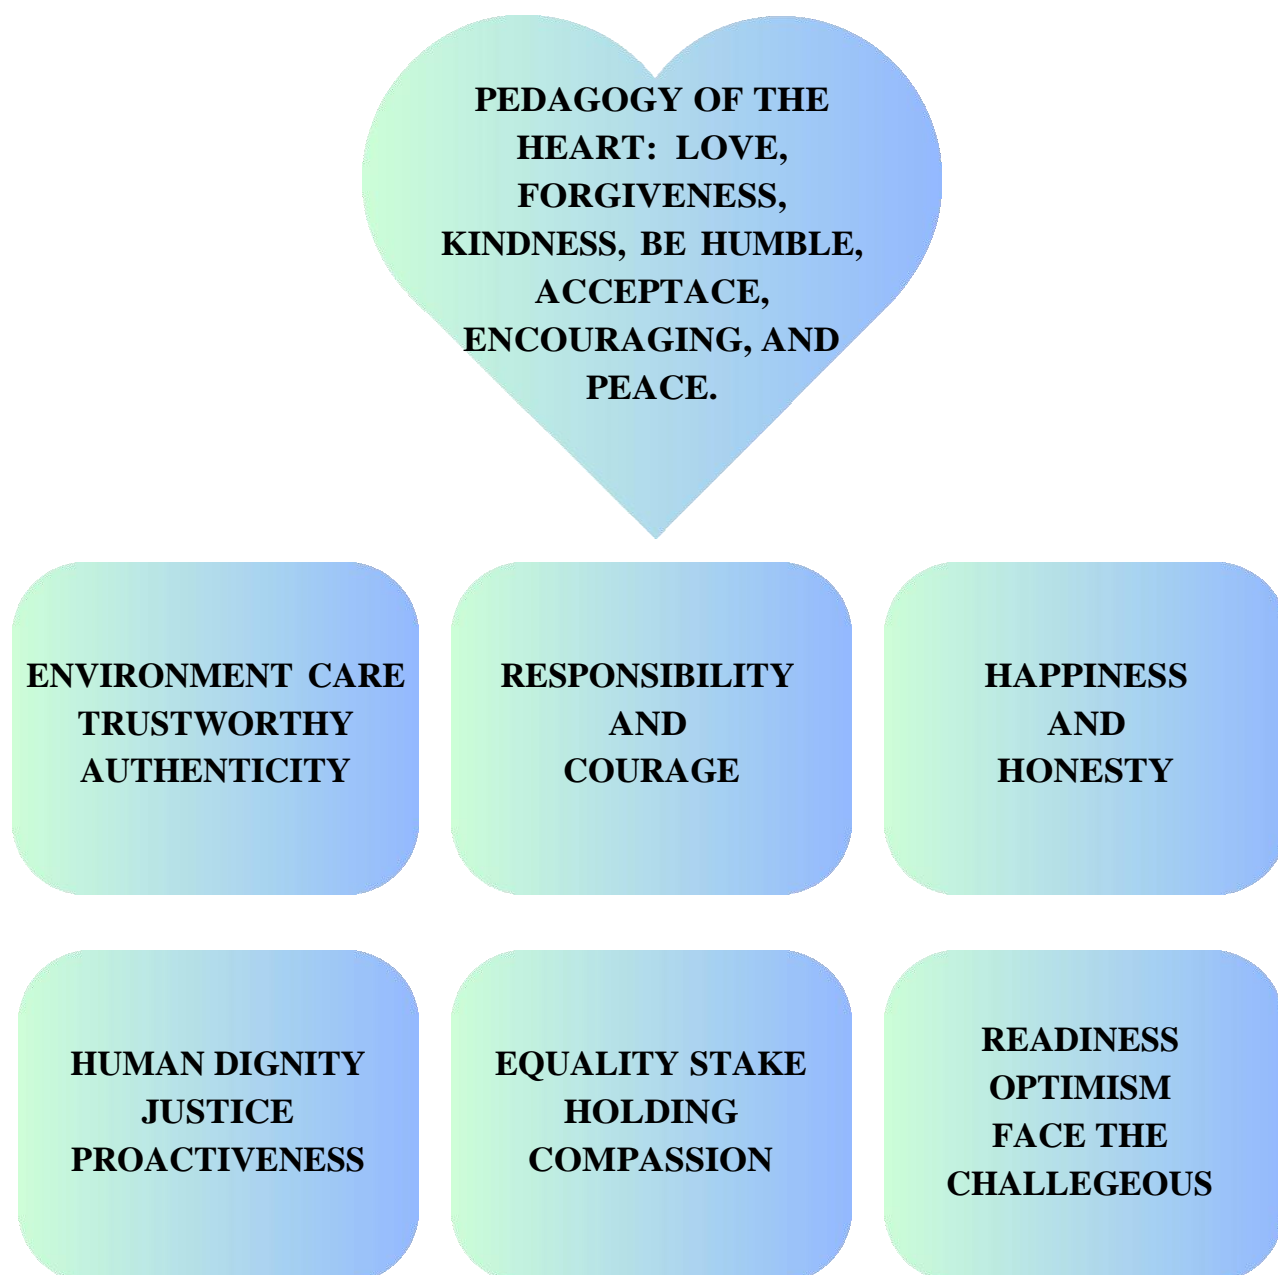 PEDAGOGY OF THE
HEART: LOVE,
FORGIVENESS,
KINDNESS, BE HUMBLE,
ACCEPTACE,
ENCOURAGING, AND
PEACE.
ENVIRONMENT CARE
TRUSTWORTHY
AUTHENTICITY
RESPONSIBILITY
AND
COURAGE
HAPPINESS
AND
HONESTY
HUMAN DIGNITY
JUSTICE
PROACTIVENESS
EQUALITY STAKE
HOLDING
COMPASSION
READINESS
OPTIMISM
FACE THE
CHALLEGEOUS